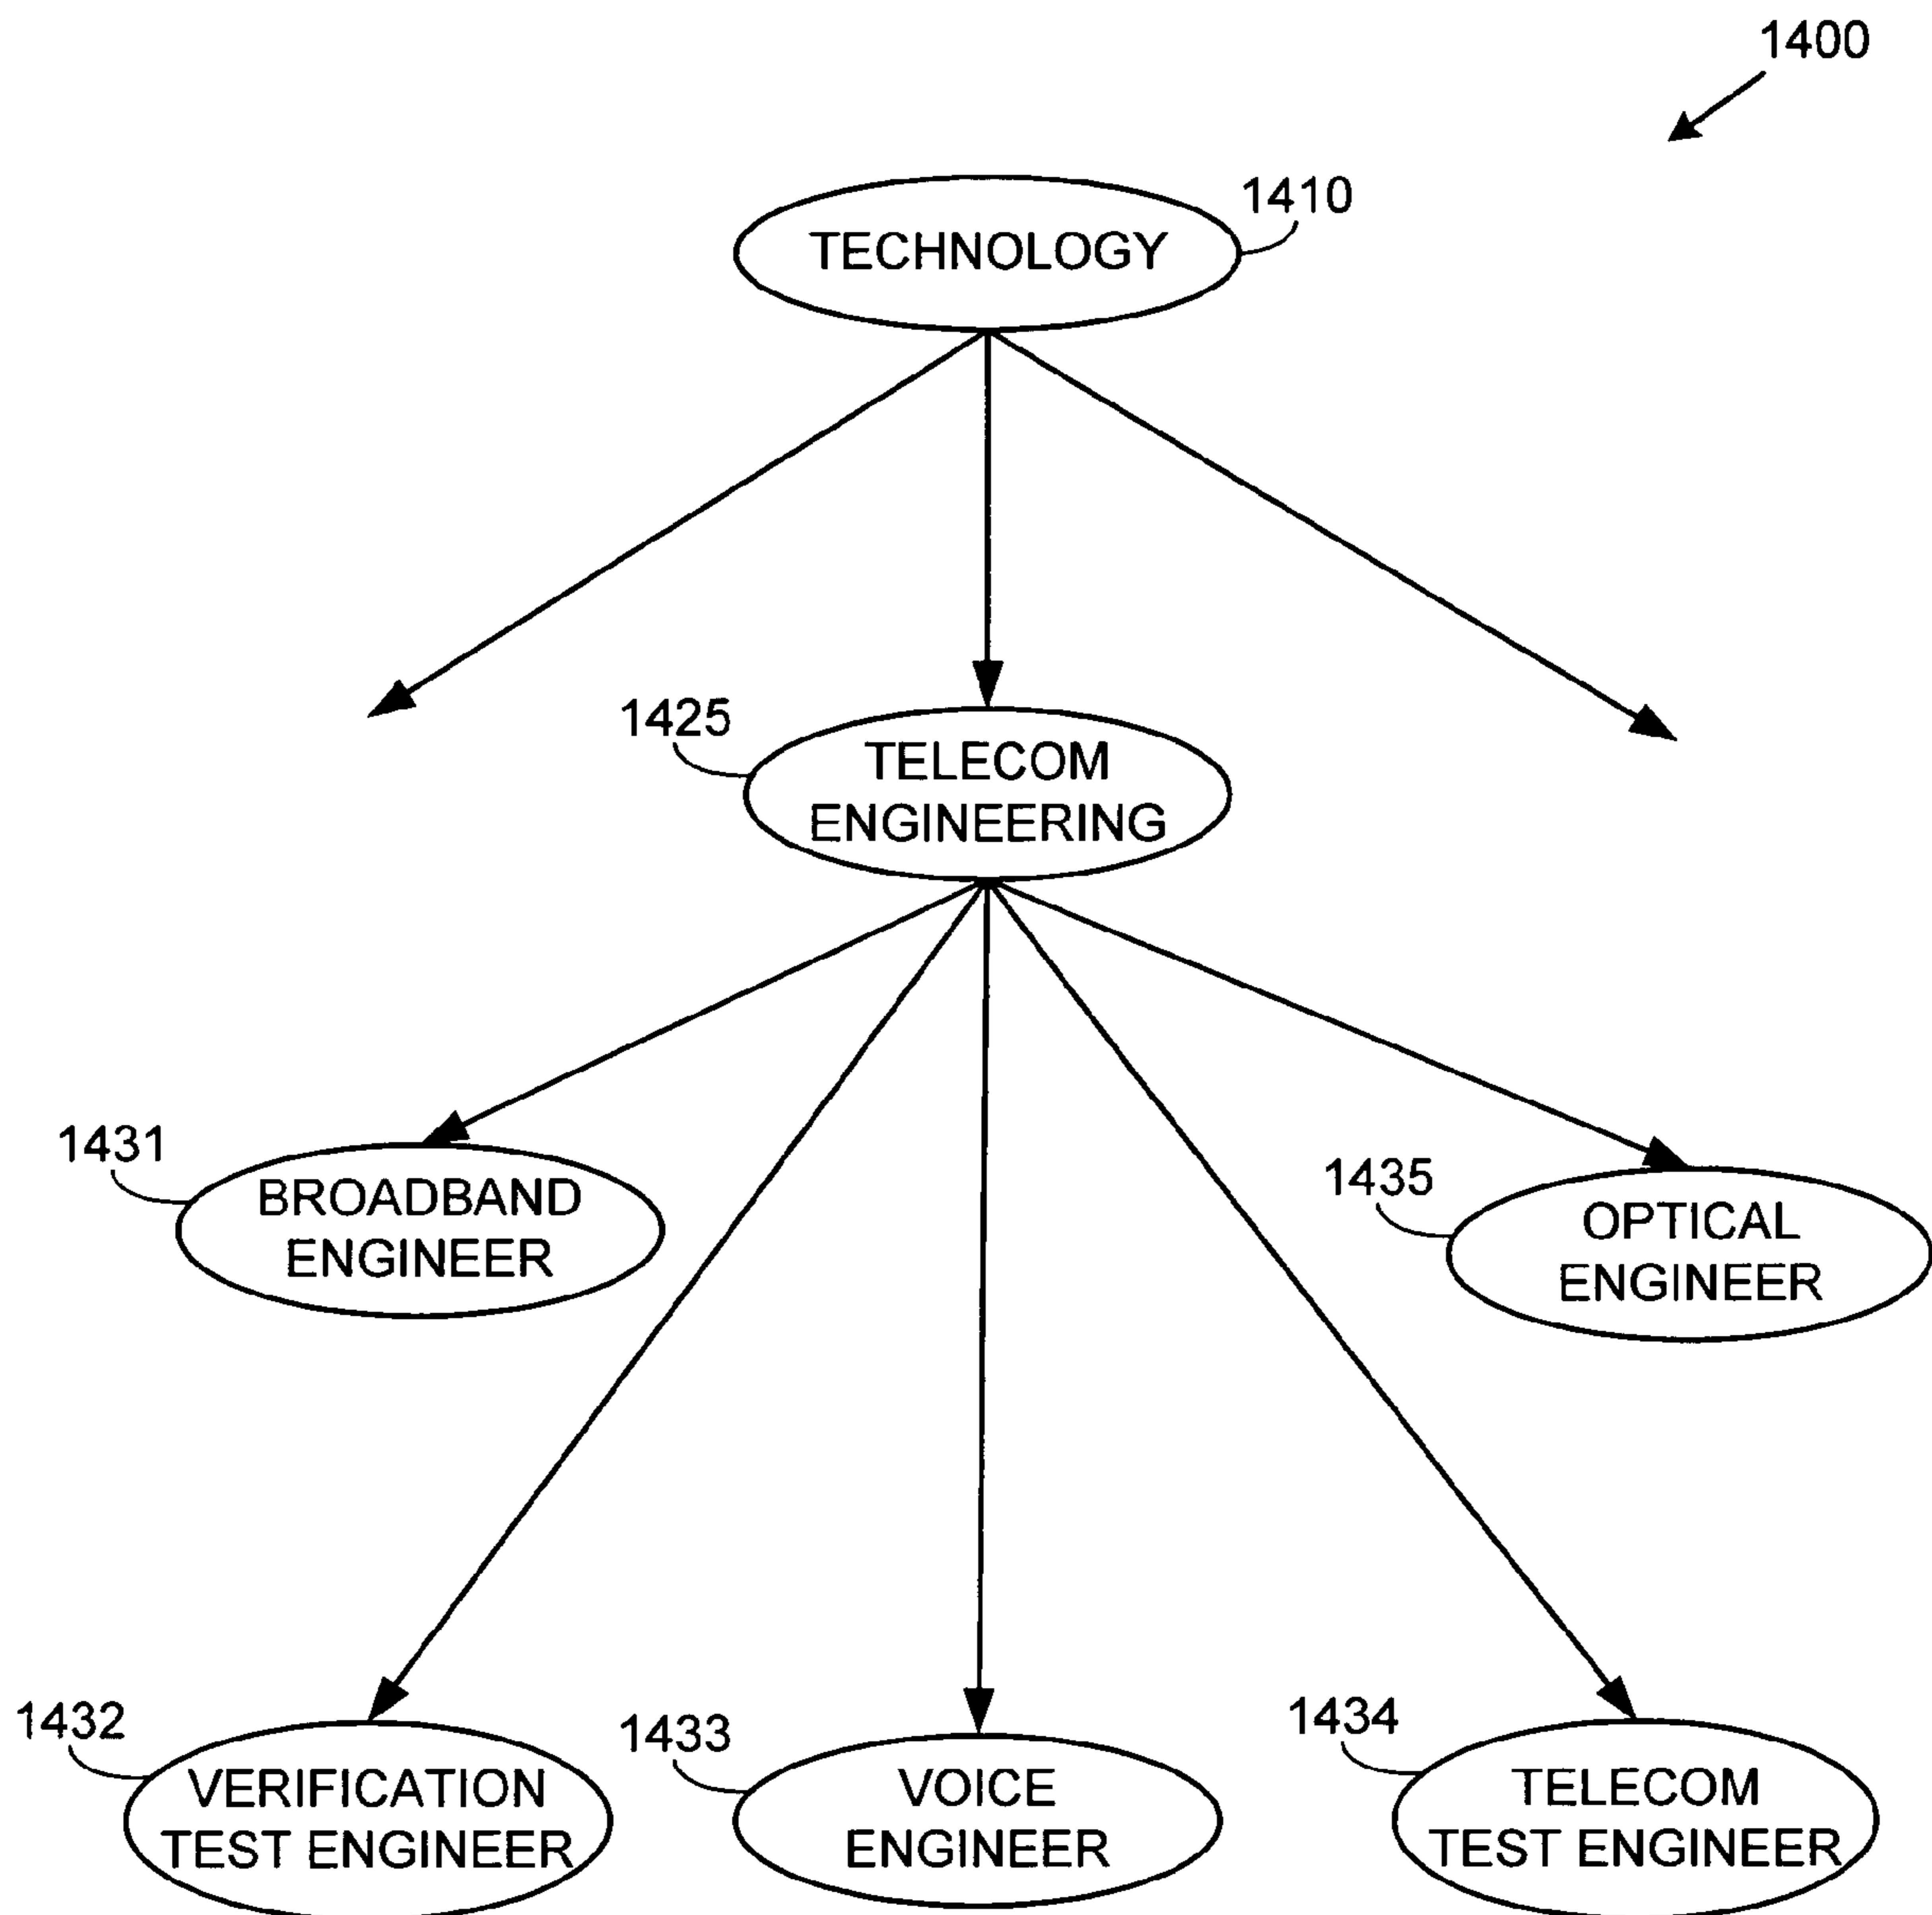 1400
1410
TECHNOLOGY
1425
TELECOM
ENGINEERING
1431
BROADBAND
ENGINEER
1435
OPTICAL
ENGINEER
1432
VERIFICATION
TEST ENGINEER
1433
VOICE
ENGINEER
1434
TELECOM
TEST ENGINEER